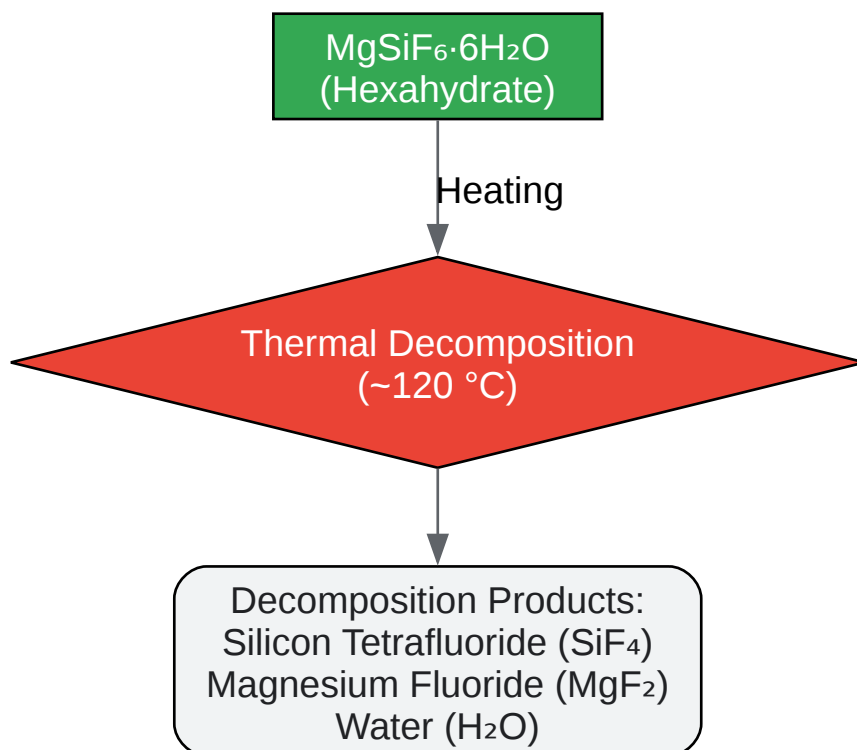 MgSiF₆·6H₂O
(Hexahydrate)
Heating
Thermal Decomposition
(~120 °C)
Decomposition Products:
Silicon Tetrafluoride (SiF₄)
Magnesium Fluoride (MgF₂)
Water (H₂O)